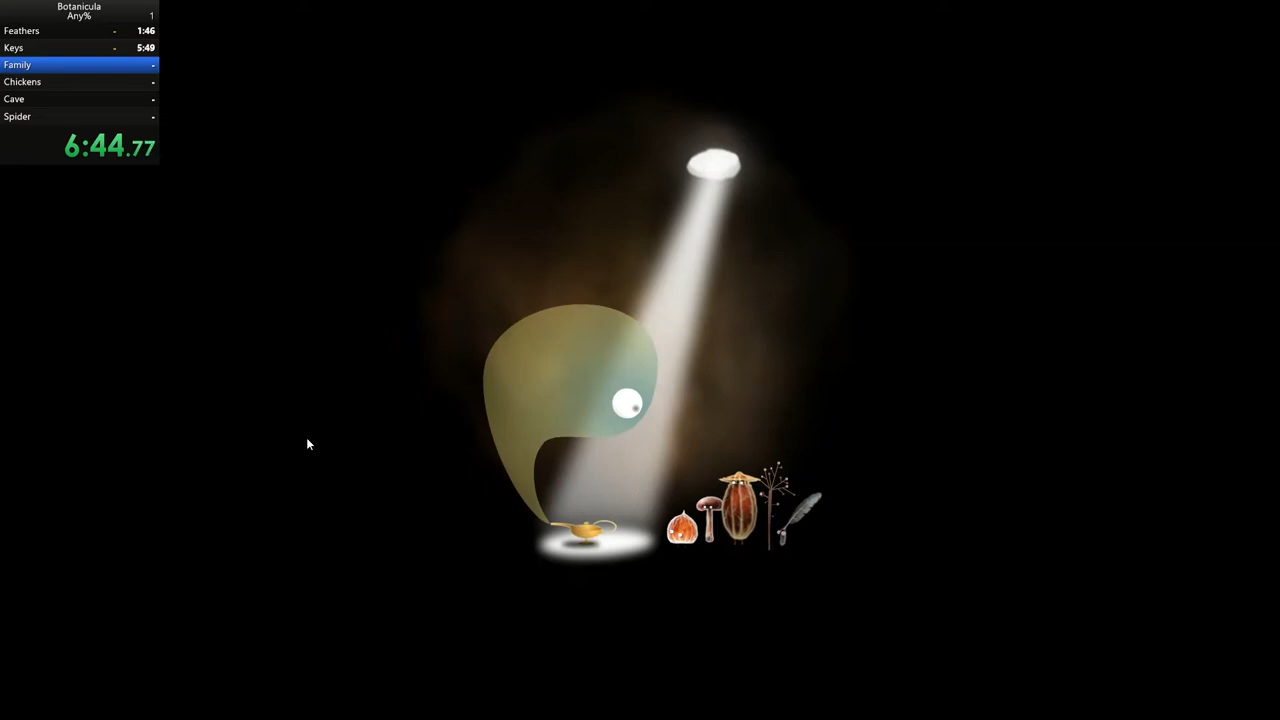 Botanicula
Any% 1
Feathers - 1:46
Keys - 5:49
Family -
Chickens -
Cave -
Spider -
6:44.77